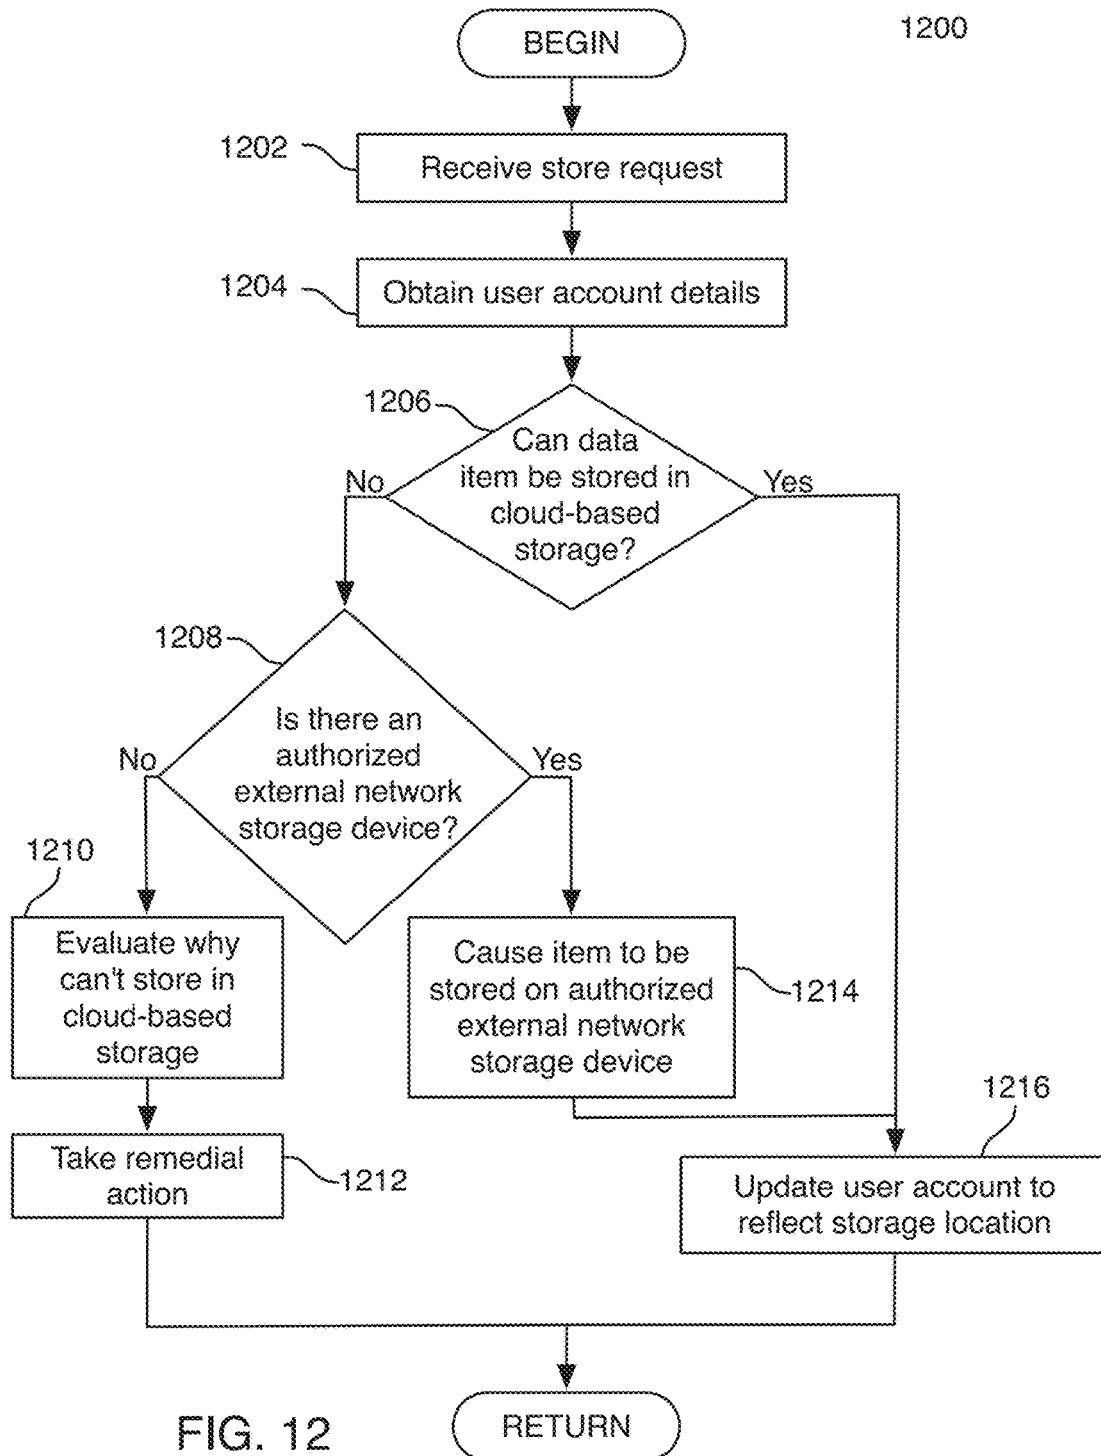 BEGIN
1200
1202
Receive store request
1204
Obtain user account details
1206
Can data
item be stored in
cloud-based
storage?
No
Yes
1208
Is there an
authorized
external network
storage device?
No
Yes
1210
Evaluate why
can't store in
cloud-based
storage
Cause item to be
stored on authorized
external network
storage device
1214
Take remedial
action
1212
1216
Update user account to
reflect storage location
FIG. 12
RETURN